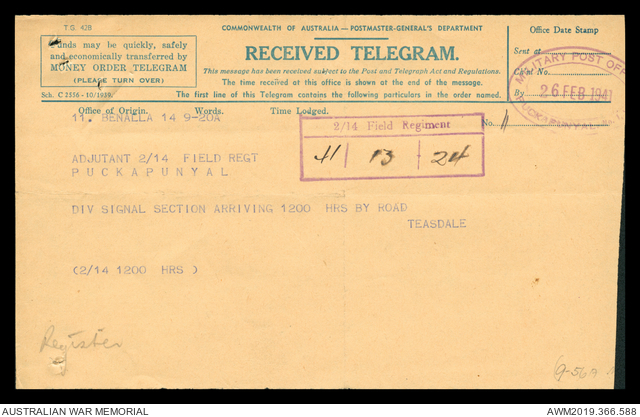 T.G. 42B
COMMONWEALTH OF AUSTRALIA – POSTMASTER-GENERAL'S DEPARTMENT
Funds may be quickly, safely
and economically transferred by
MONEY ORDER TELEGRAM
(PLEASE TURN OVER)
Sch. C 2556 - 10/1939.
RECEIVED TELEGRAM.
This message has been received subject to the Post and Telegraph Act and Regulations.
The time received at this office is shown at the end of the message.
The first line of this Telegram contains the following particulars in the order named.
Office Date Stamp
Sent at
Ch'nt No.
By
MILITARY POST OFF
26 FEB 1941
PUCKAPUNYAL
Office of Origin. Words. Time Lodged.
No. 11
11. BENALLA 14 9-20A
2/14 Field Regiment
41 / 13 - 24
ADJUTANT 2/14 FIELD REGT
PUCKAPUNYAL
DIV SIGNAL SECTION ARRIVING 1200 HRS BY ROAD
TEASDALE
(2/14 1200 HRS )
Register
AUSTRALIAN WAR MEMORIAL
AWM2019.366.588